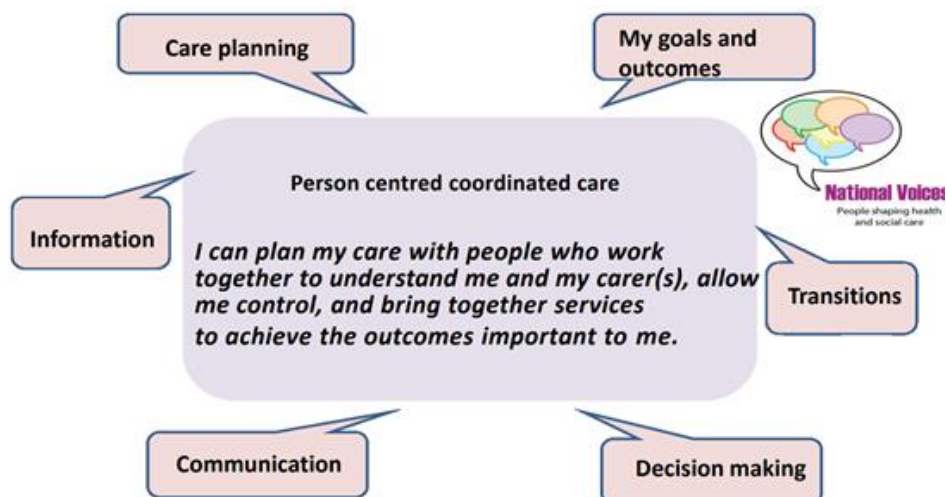 Care planning
My goals and
outcomes
National Voices
People shaping health
and social care
Information
Person centred coordinated care
I can plan my care with people who work
together to understand me and my carer(s), allow
me control, and bring together services
to achieve the outcomes important to me.
Transitions
Communication
Decision making